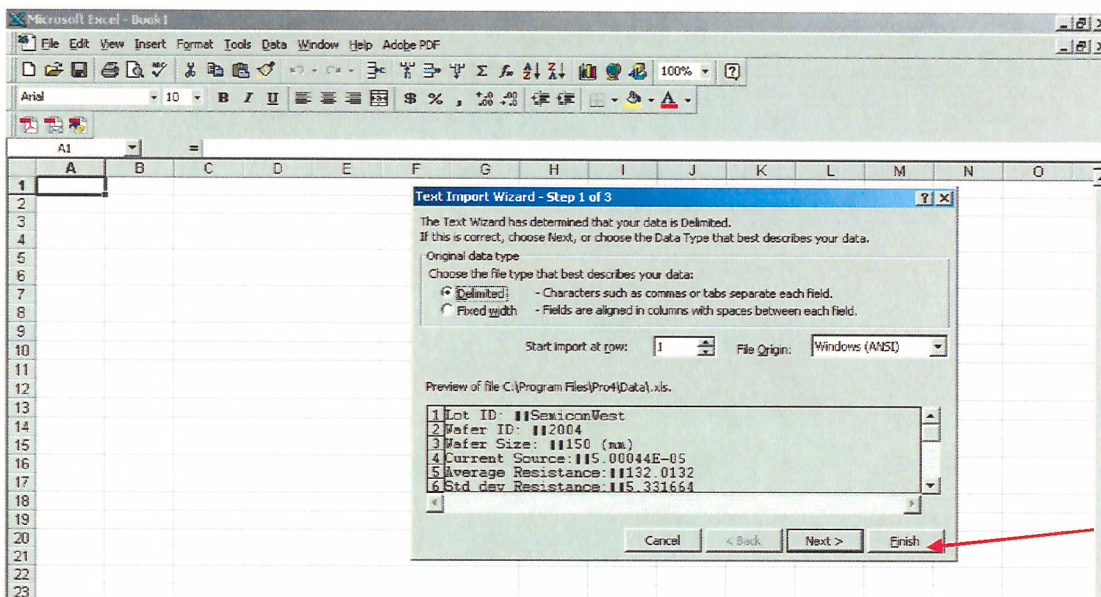 Microsoft Excel - Book1
File Edit View Insert Format Tools Data Window Help Adobe PDF
100%
Arial 10 B I U $ % ,
A1 =
A B C D E F G H I J K L M N O
1
2
3
4
5
6
7
8
9
10
11
12
13
14
15
16
17
18
19
20
21
22
23
Text Import Wizard - Step 1 of 3
The Text Wizard has determined that your data is Delimited.
If this is correct, choose Next, or choose the Data Type that best describes your data.
Original data type
Choose the file type that best describes your data:
Delimited - Characters such as commas or tabs separate each field.
Fixed width - Fields are aligned in columns with spaces between each field.
Start import at row: 1 File Origin: Windows (ANSI)
Preview of file C:\Program Files\Pro4\Data\.xls.
1 Lot ID: SemiconWest
2 Wafer ID: 2004
3 Wafer Size: 150 (mm)
4 Current Source: 5.00044E-05
5 Average Resistance: 132.0132
6 Std dev Resistance: 5.331664
Cancel < Back Next > Finish